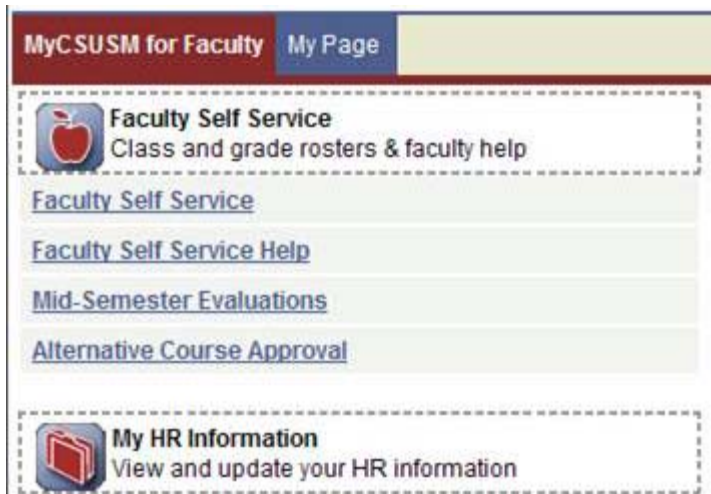 MyCSUSM for Faculty My Page
Faculty Self Service
Class and grade rosters & faculty help
Faculty Self Service
Faculty Self Service Help
Mid-Semester Evaluations
Alternative Course Approval
My HR Information
View and update your HR information